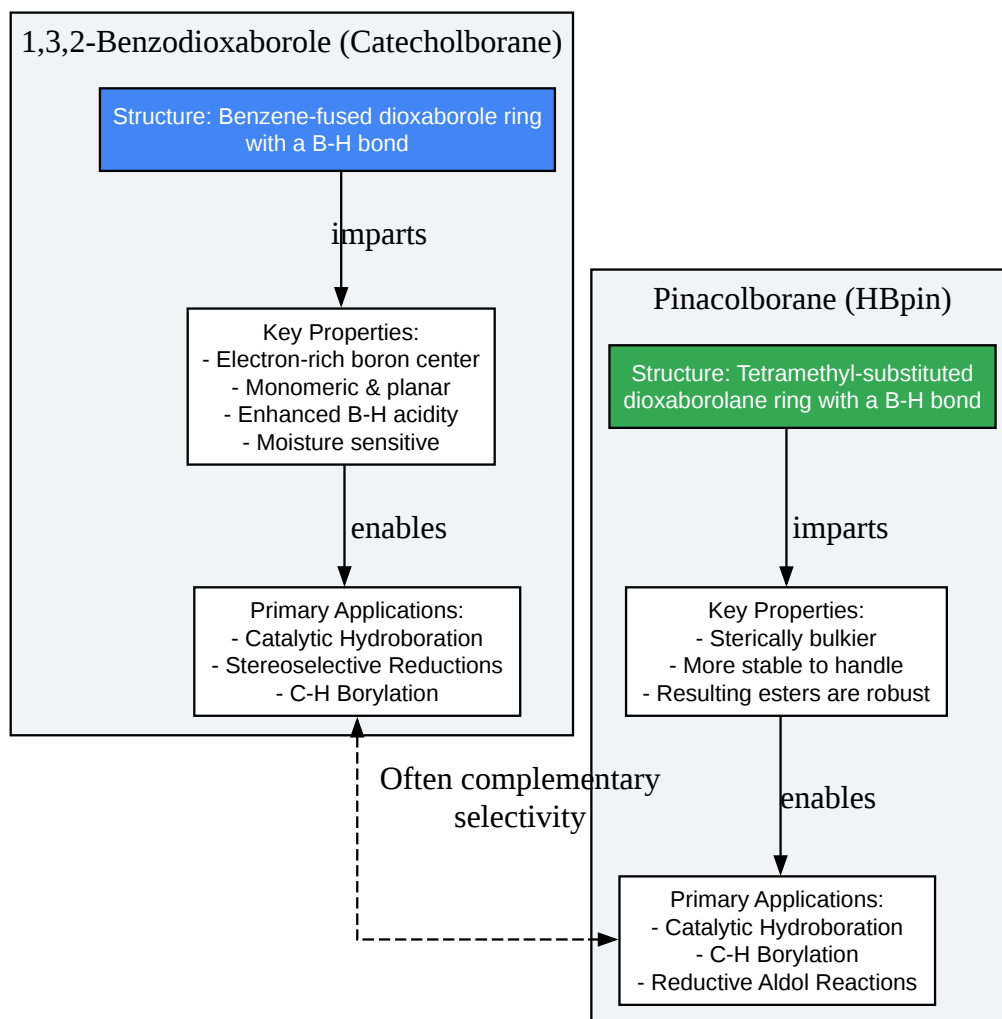 1,3,2-Benzodioxaborole (Catecholborane)
Structure: Benzene-fused dioxaborole ring
with a B-H bond
imparts
Key Properties:
- Electron-rich boron center
- Monomeric & planar
- Enhanced B-H acidity
- Moisture sensitive
enables
Primary Applications:
- Catalytic Hydroboration
- Stereoselective Reductions
- C-H Borylation
Often complementary
selectivity
Pinacolborane (HBpin)
Structure: Tetramethyl-substituted
dioxaborolane ring with a B-H bond
imparts
Key Properties:
- Sterically bulkier
- More stable to handle
- Resulting esters are robust
enables
Primary Applications:
- Catalytic Hydroboration
- C-H Borylation
- Reductive Aldol Reactions